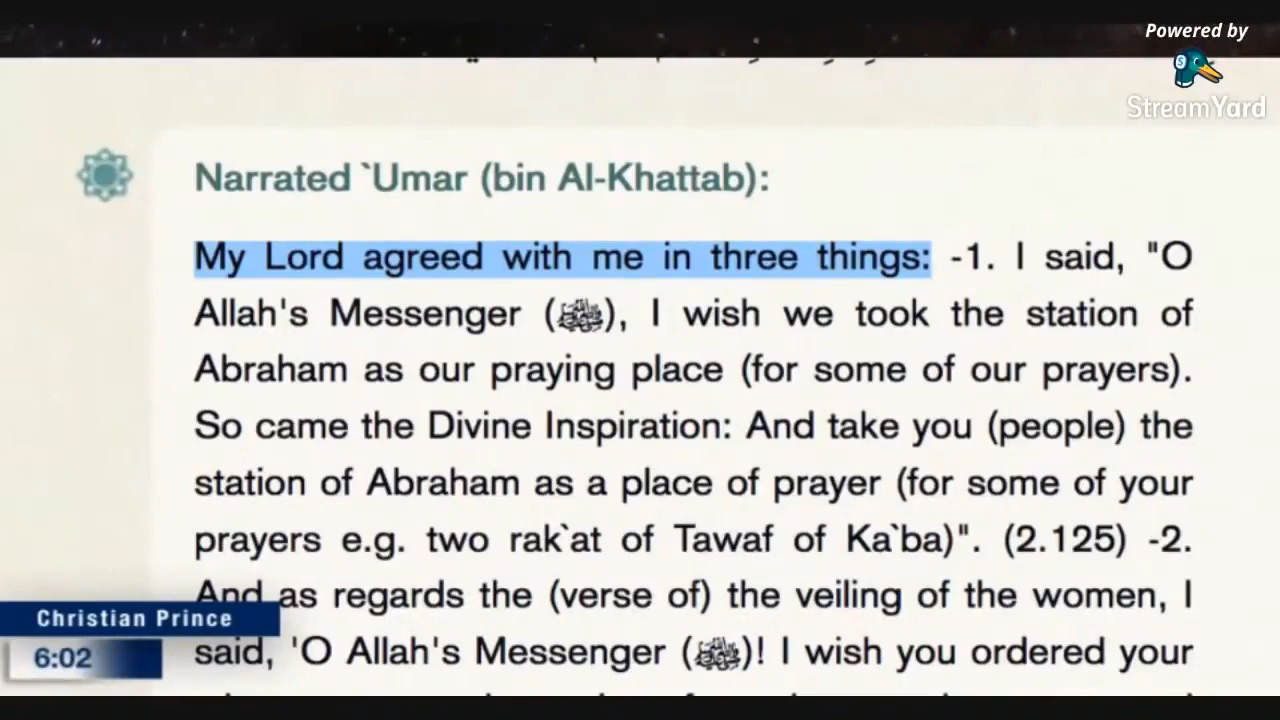 Powered by
StreamYard
Narrated `Umar (bin Al-Khattab):
My Lord agreed with me in three things: -1. I said, "O
Allah's Messenger (ﷺ), I wish we took the station of
Abraham as our praying place (for some of our prayers).
So came the Divine Inspiration: And take you (people) the
station of Abraham as a place of prayer (for some of your
prayers e.g. two rak`at of Tawaf of Ka`ba)". (2.125) -2.
And as regards the (verse of) the veiling of the women, I
said, 'O Allah's Messenger (ﷺ)! I wish you ordered your
Christian Prince
6:02